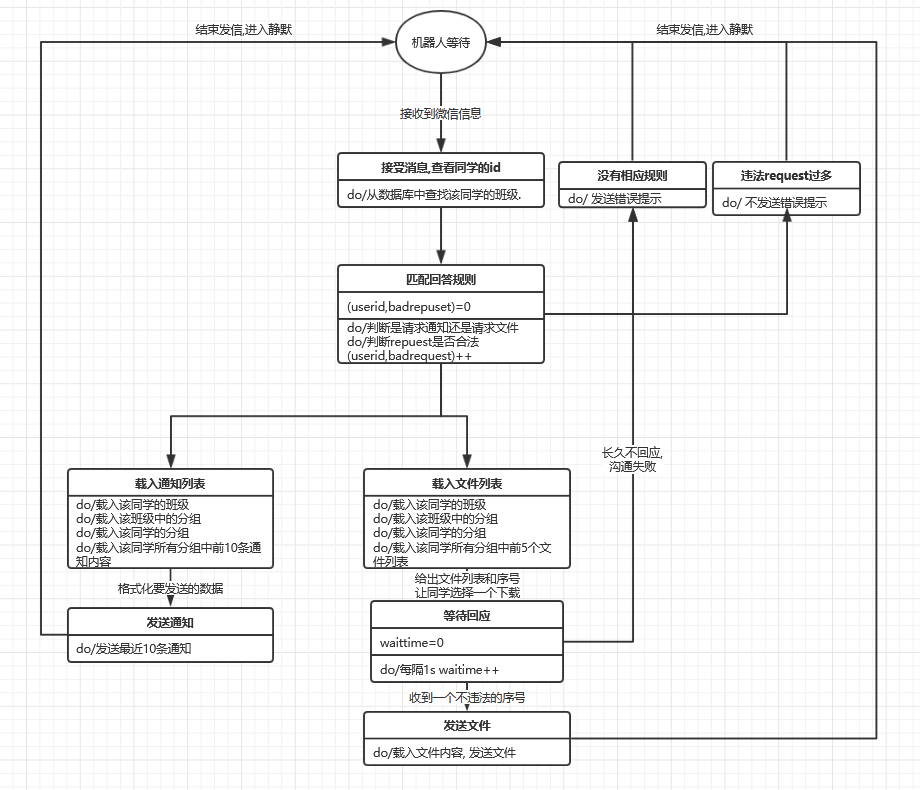 结束发信,进入静默
机器人等待
结束发信,进入静默
接收到微信信息
接受消息,查看同学的id
do/从数据库中查找该同学的班级.
没有相应规则
do/ 发送错误提示
违法request过多
do/ 不发送错误提示
匹配回答规则
(userid,badrepuset)=0
do/判断是请求通知还是请求文件
do/判断repuest是否合法
(userid,badrequest)++
长久不回应,
沟通失败
载入通知列表
do/载入该同学的班级
do/载入该班级中的分组
do/载入该同学的分组
do/载入该同学所有分组中前10条通
知内容
载入文件列表
do/载入该同学的班级
do/载入该班级中的分组
do/载入该同学的分组
do/载入该同学所有分组中前5个文
件列表
格式化要发送的数据
给出文件列表和序号
让同学选择一个下载
发送通知
do/发送最近10条通知
等待回应
waittime=0
do/每隔1s waitime++
收到一个不违法的序号
发送文件
do/载入文件内容, 发送文件